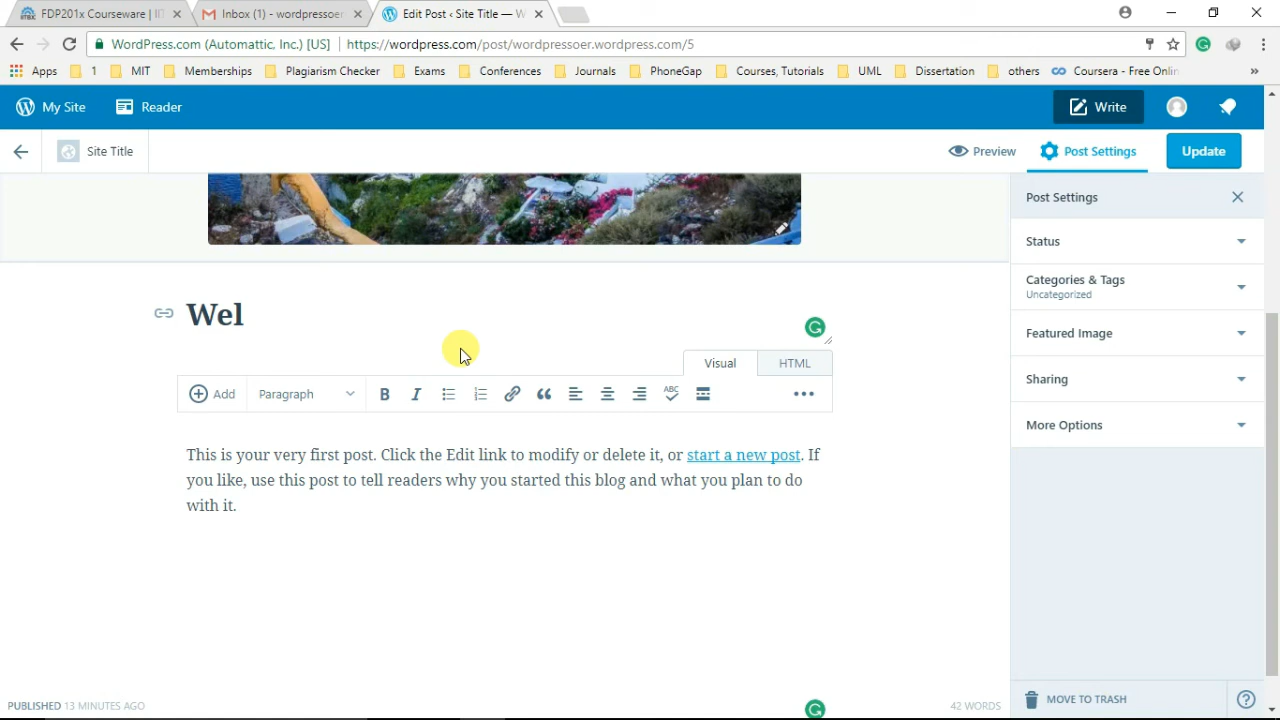 FDP201x Courseware | II
Inbox (1) - wordpressoer
Edit Post ‹ Site Title — W
WordPress.com (Automattic, Inc.) [US]
https://wordpress.com/post/wordpressoer.wordpress.com/5
Apps
1
MIT
Memberships
Plagiarism Checker
Exams
Conferences
Journals
PhoneGap
Courses, Tutorials
UML
Dissertation
others
Coursera - Free Onlin
»
My Site
Reader
Write
Site Title
Preview
Post Settings
Update
Post Settings
Status
Categories & Tags
Uncategorized
Featured Image
Sharing
More Options
Wel
Visual
HTML
Add
Paragraph
B
I
ABC
This is your very first post. Click the Edit link to modify or delete it, or start a new post. If
you like, use this post to tell readers why you started this blog and what you plan to do
with it.
PUBLISHED 13 MINUTES AGO
42 WORDS
MOVE TO TRASH